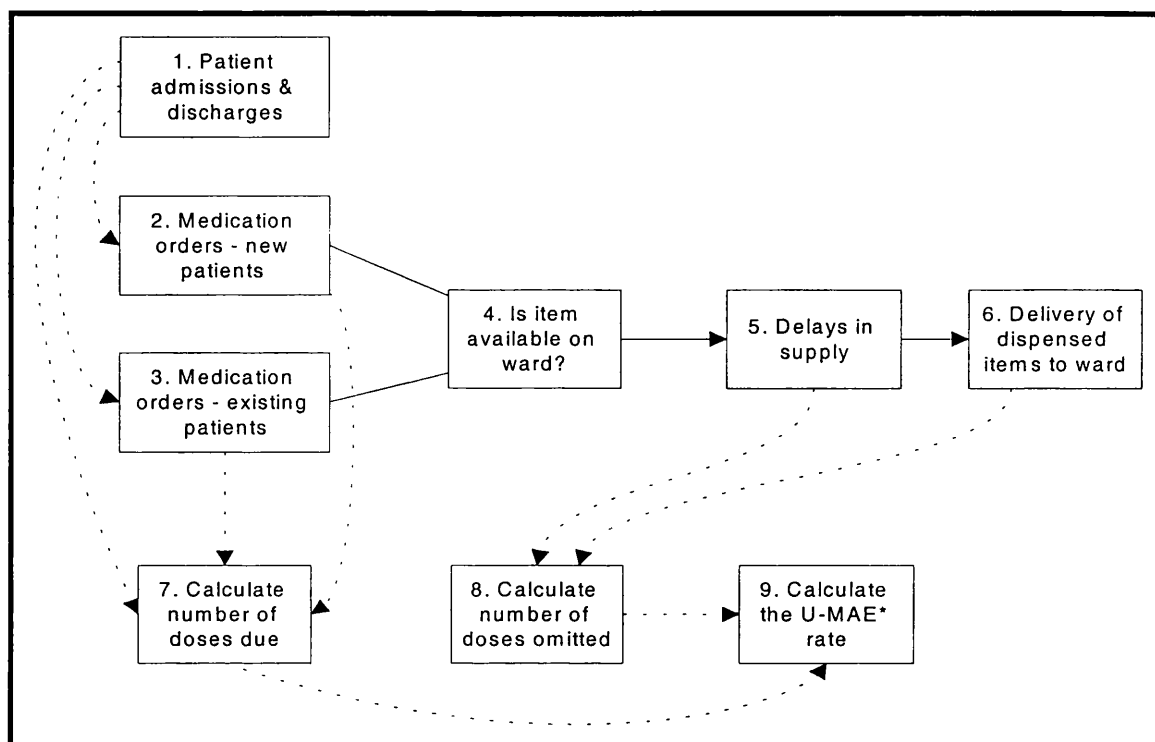 1. Patient
admissions &
discharges
2. Medication
orders - new
patients
3. Medication
orders - existing
patients
4. Is item
available on
ward?
5. Delays in
supply
6. Delivery of
dispensed
items to ward
7. Calculate
number of
doses due
8. Calculate
number of
doses omitted
9. Calculate
the U-MAE*
rate